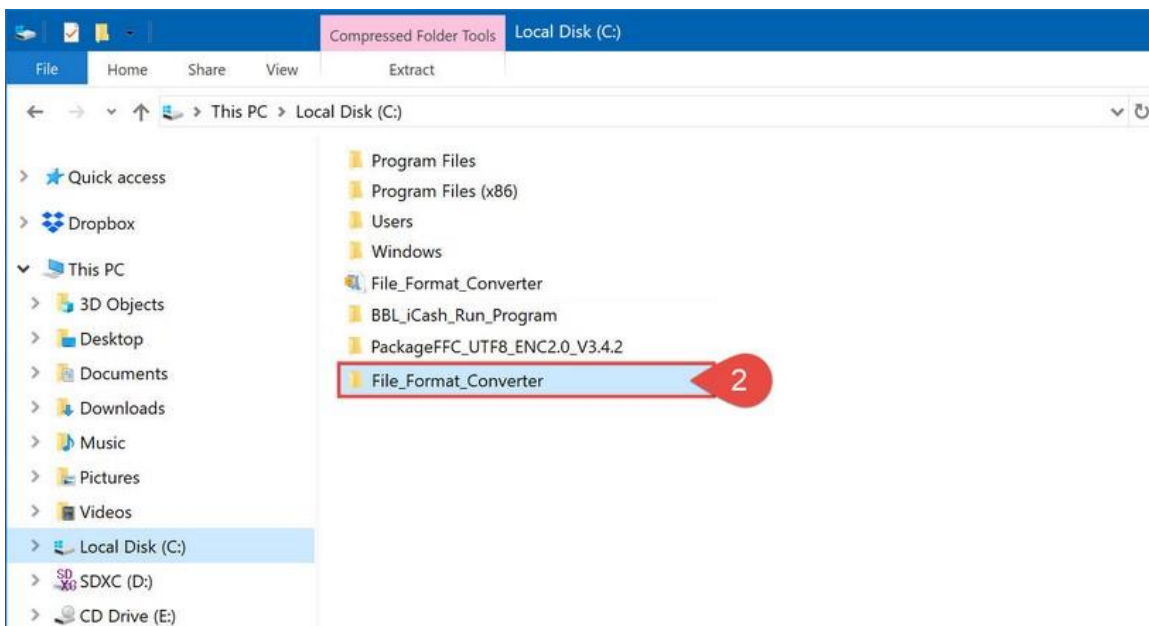 Compressed Folder Tools
Local Disk (C:)
File
Home
Share
View
Extract
This PC > Local Disk (C:)
Quick access
Dropbox
This PC
3D Objects
Desktop
Documents
Downloads
Music
Pictures
Videos
Local Disk (C:)
SDXC (D:)
CD Drive (E:)
Program Files
Program Files (x86)
Users
Windows
File_Format_Converter
BBL_iCash_Run_Program
PackageFFC_UTF8_ENC2.0_V3.4.2
File_Format_Converter
2